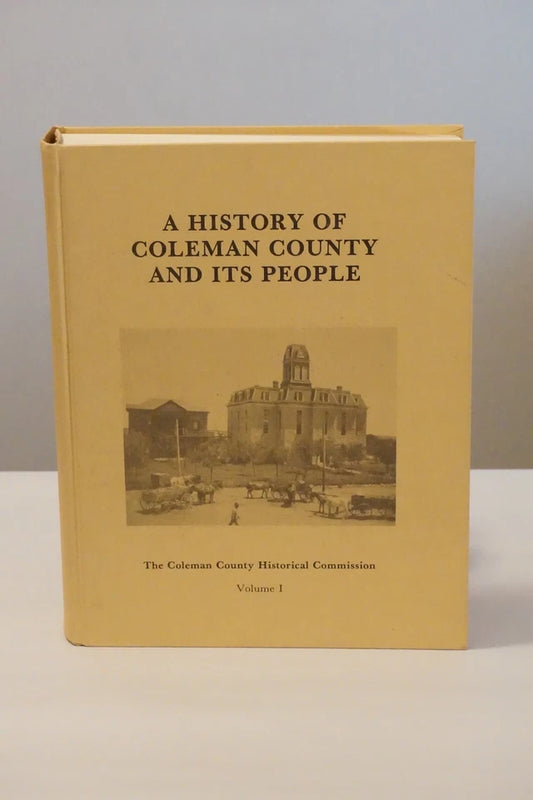 A HISTORY OF
COLEMAN COUNTY
AND ITS PEOPLE
The Coleman County Historical Commission
Volume I